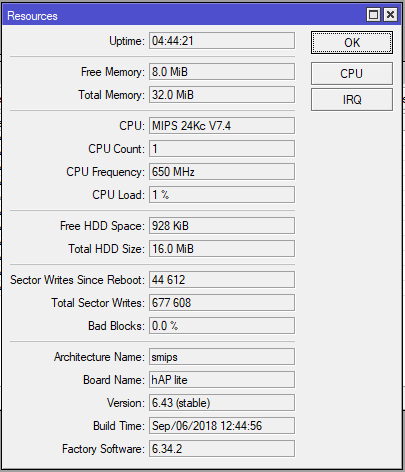 Resources
Uptime: 04:44:21
OK
Free Memory: 8.0 MiB
CPU
Total Memory: 32.0 MiB
IRQ
CPU: MIPS 24Kc V7.4
CPU Count: 1
CPU Frequency: 650 MHz
CPU Load: 1 %
Free HDD Space: 928 KiB
Total HDD Size: 16.0 MiB
Sector Writes Since Reboot: 44 612
Total Sector Writes: 677 608
Bad Blocks: 0.0 %
Architecture Name: smips
Board Name: hAP lite
Version: 6.43 (stable)
Build Time: Sep/06/2018 12:44:56
Factory Software: 6.34.2